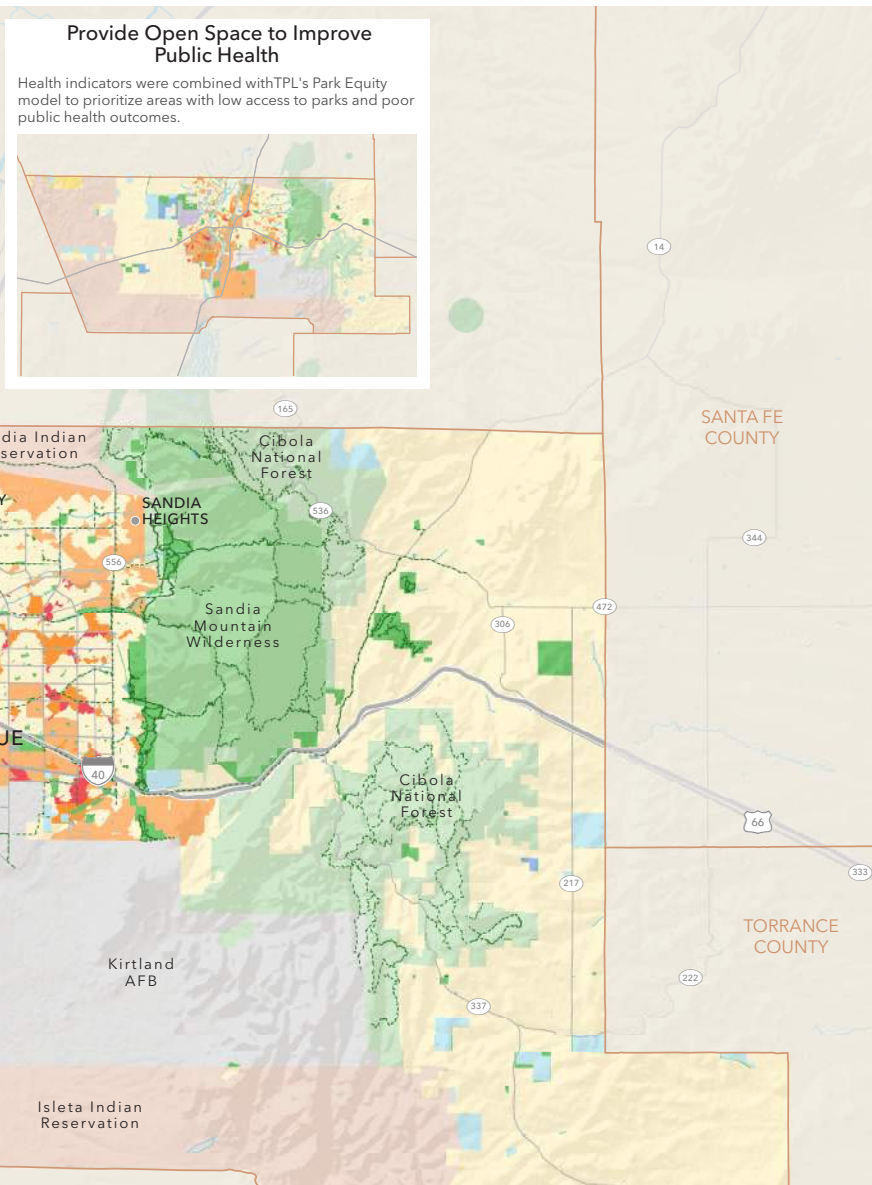 Provide Open Space to Improve
Public Health
Health indicators were combined withTPL's Park Equity
model to prioritize areas with low access to parks and poor
public health outcomes.
14
165
SANTA FE
COUNTY
dia Indian
servation
Cibola
National
Forest
Y
SANDIA
HEIGHTS
536
344
556
Sandia
Mountain
Wilderness
472
306
UE
40
Cibola
National
Forest
66
333
217
TORRANCE
COUNTY
Kirtland
AFB
222
337
Isleta Indian
Reservation